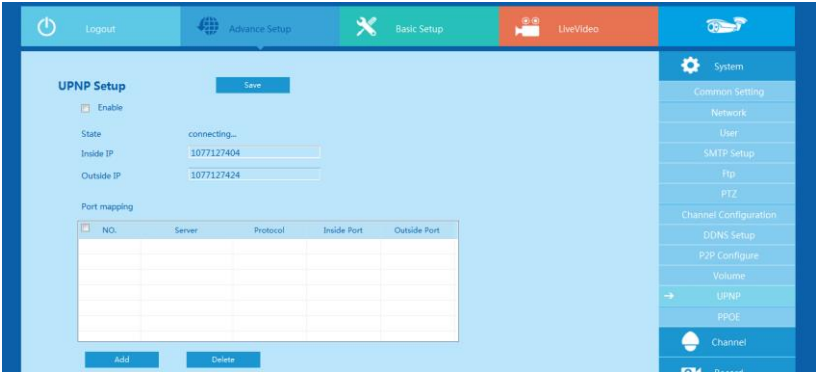 Logout
Advance Setup
Basic Setup
LiveVideo
UPNP Setup
Save
Enable
State connecting...
Inside IP 1077127404
Outside IP 1077127424
Port mapping
NO. Server Protocol Inside Port Outside Port
Add
Delete
System
Common Setting
Network
User
SMTP Setup
Ftp
PTZ
Channel Configuration
DDNS Setup
P2P Configure
Volume
UPNP
PPOE
Channel
Record